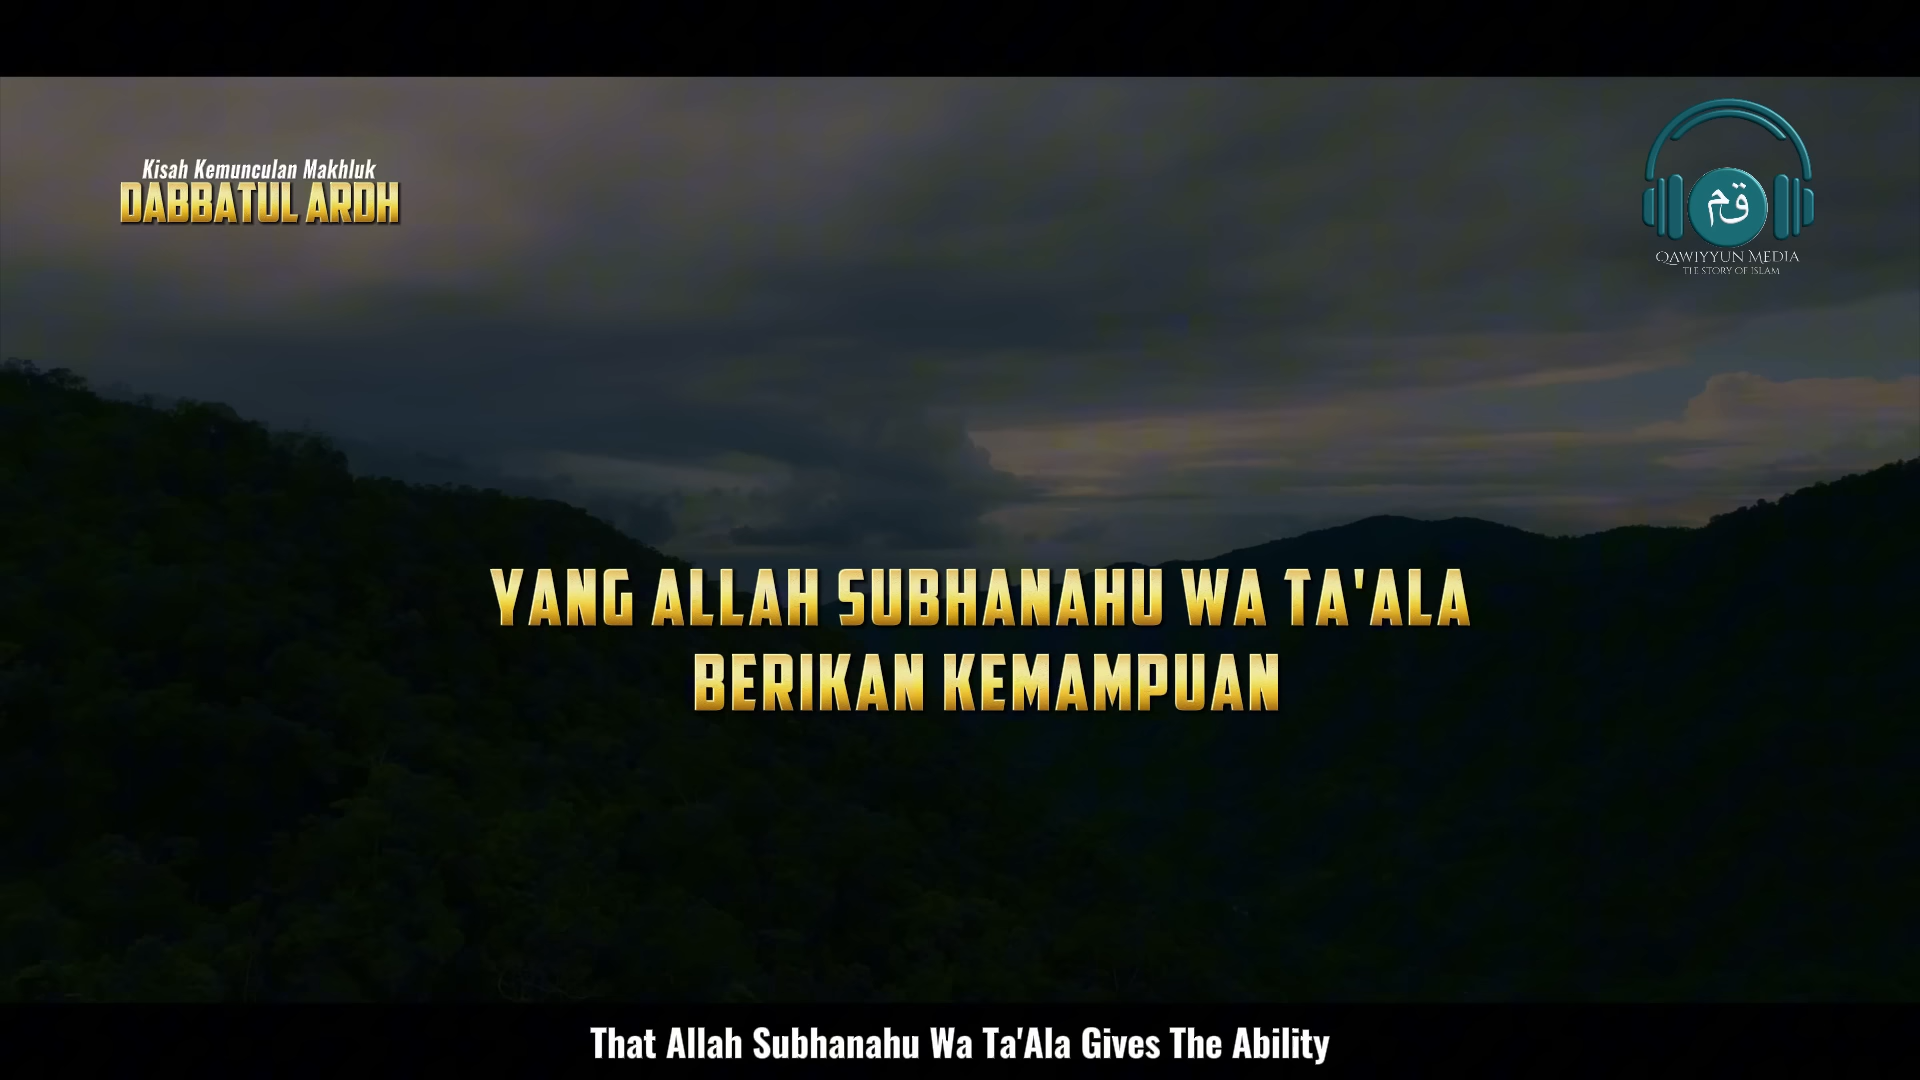 Kisah Kemunculan Makhluk
DABBATUL ARDH
قم
QAWIYYUN MEDIA
THE STORY OF ISLAM
YANG ALLAH SUBHANAHU WA TA'ALA
BERIKAN KEMAMPUAN
That Allah Subhanahu Wa Ta'Ala Gives The Ability